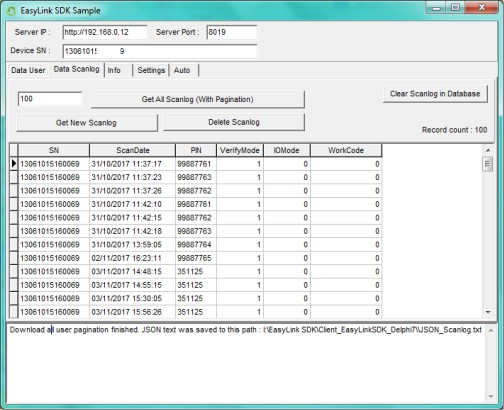 EasyLink SDK Sample
Server IP : http://192.168.0.12 Server Port : 8019
Device SN : 1306101 9
Data User Data Scanlog Info Settings Auto
100 Get All Scanlog (With Pagination) Clear Scanlog in Database
Get New Scanlog Delete Scanlog Record count : 100
SN ScanDate PIN VerifyMode IOMode WorkCode
13061015160069 31/10/2017 11:37:17 99887761 1 0 0
13061015160069 31/10/2017 11:37:23 99887763 1 0 0
13061015160069 31/10/2017 11:37:26 99887762 1 0 0
13061015160069 31/10/2017 11:42:10 99887761 1 0 0
13061015160069 31/10/2017 11:42:15 99887762 1 0 0
13061015160069 31/10/2017 11:42:18 99887763 1 0 0
13061015160069 31/10/2017 13:59:05 99887764 1 0 0
13061015160069 02/11/2017 16:23:11 99887765 1 0 0
13061015160069 03/11/2017 14:48:15 351125 1 0 0
13061015160069 03/11/2017 14:55:15 351125 1 0 0
13061015160069 03/11/2017 15:30:05 351125 1 0 0
13061015160069 03/11/2017 15:56:26 351125 1 0 0
Download all user pagination finished. JSON text was saved to this path : I:\EasyLink SDK\Client_EasyLinkSDK_Delphi7\JSON_Scanlog.txt